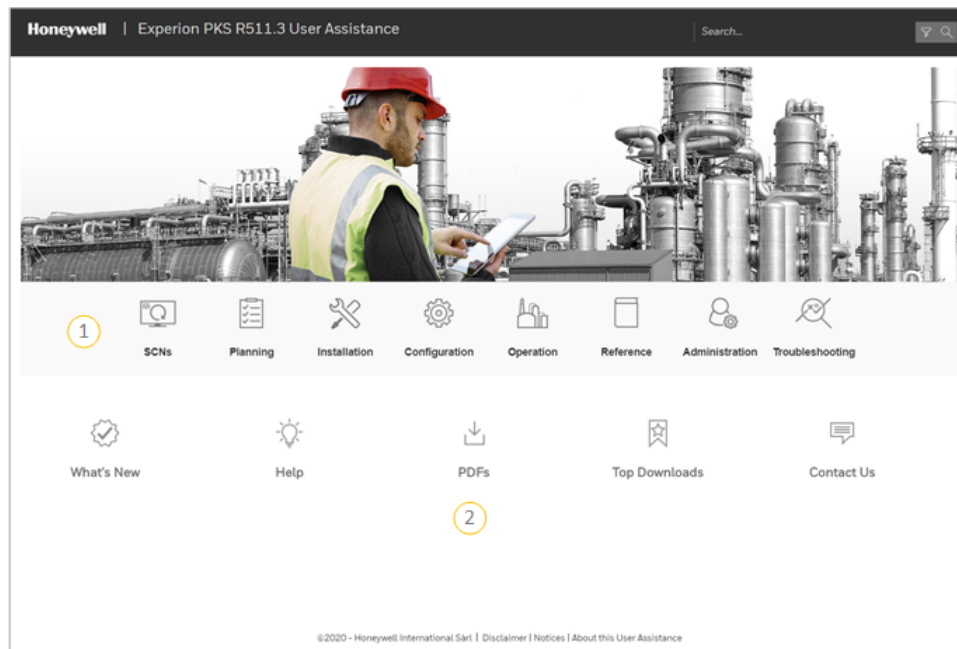 Honeywell | Experion PKS R511.3 User Assistance Search...
1
SCNs Planning Installation Configuration Operation Reference Administration Troubleshooting
What's New Help PDFs Top Downloads Contact Us
2
©2020 - Honeywell International Sàrl | Disclaimer | Notices | About this User Assistance